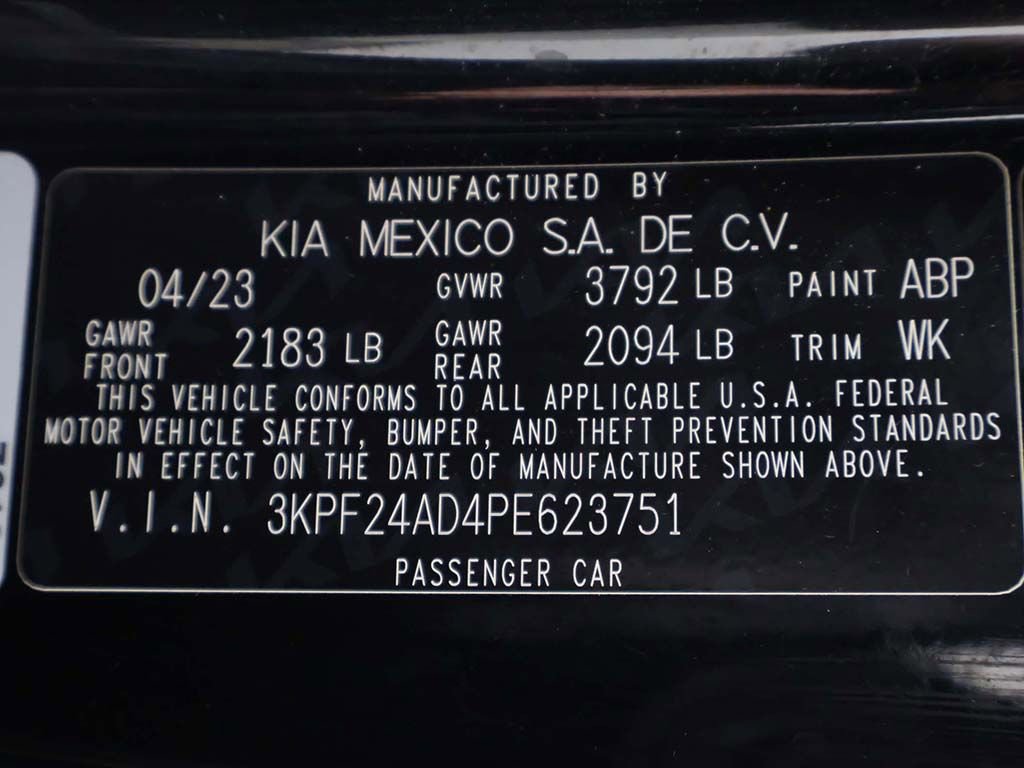 MANUFACTURED BY
KIA MEXICO S.A. DE C.V.
04/23 GVWR 3792 LB PAINT ABP
GAWR FRONT 2183 LB GAWR REAR 2094 LB TRIM WK
THIS VEHICLE CONFORMS TO ALL APPLICABLE U.S.A. FEDERAL
MOTOR VEHICLE SAFETY, BUMPER, AND THEFT PREVENTION STANDARDS
IN EFFECT ON THE DATE OF MANUFACTURE SHOWN ABOVE.
V.I.N. 3KPF24AD4PE623751
PASSENGER CAR